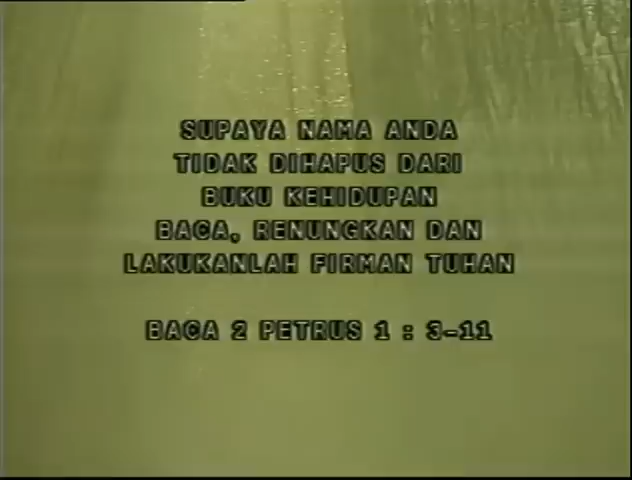 SUPAYA NAMA ANDA
TIDAK DIHAPUS DARI
BUKU KEHIDUPAN
BACA, RENUNGKAN DAN
LAKUKANLAH FIRMAN TUHAN
BACA 2 PETRUS 1 : 3-11